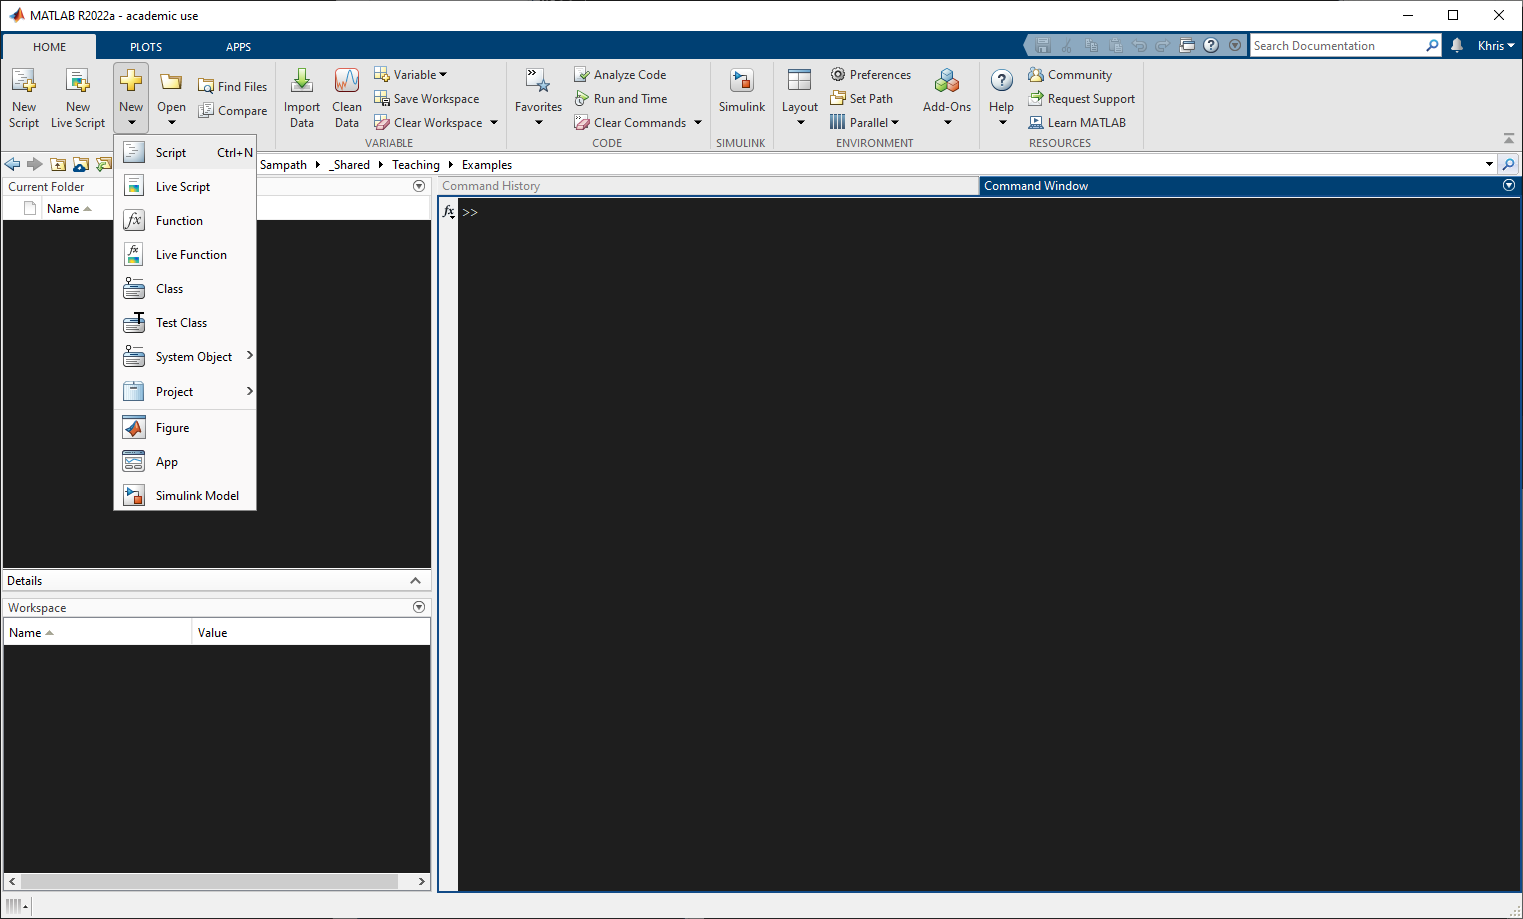 MATLAB R2022a - academic use
HOME PLOTS APPS
Search Documentation
Khris
New Script
New Live Script
New
Open
Find Files
Compare
Import Data
Clean Data
Variable
Save Workspace
Clear Workspace
VARIABLE
Favorites
Analyze Code
Run and Time
Clear Commands
CODE
Simulink
SIMULINK
Layout
Preferences
Set Path
Parallel
Add-Ons
ENVIRONMENT
Help
Community
Request Support
Learn MATLAB
RESOURCES
Sampath _Shared Teaching Examples
Script Ctrl+N
Live Script
Function
Live Function
Class
Test Class
System Object
Project
Figure
App
Simulink Model
Current Folder
Name
Details
Workspace
Name Value
Command History
Command Window
fx >>